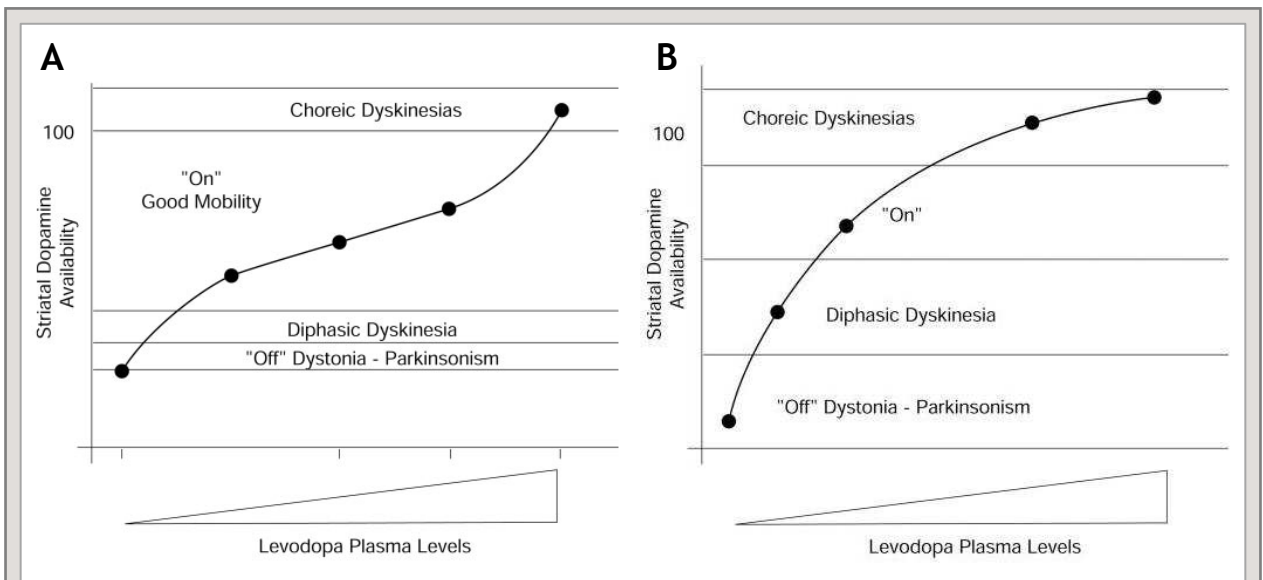 A
100
Choreic Dyskinesias
"On"
Good Mobility
Diphasic Dyskinesia
"Off" Dystonia - Parkinsonism
Striatal Dopamine
Availability
Levodopa Plasma Levels
B
100
Choreic Dyskinesias
"On"
Diphasic Dyskinesia
"Off" Dystonia - Parkinsonism
Striatal Dopamine
Availability
Levodopa Plasma Levels